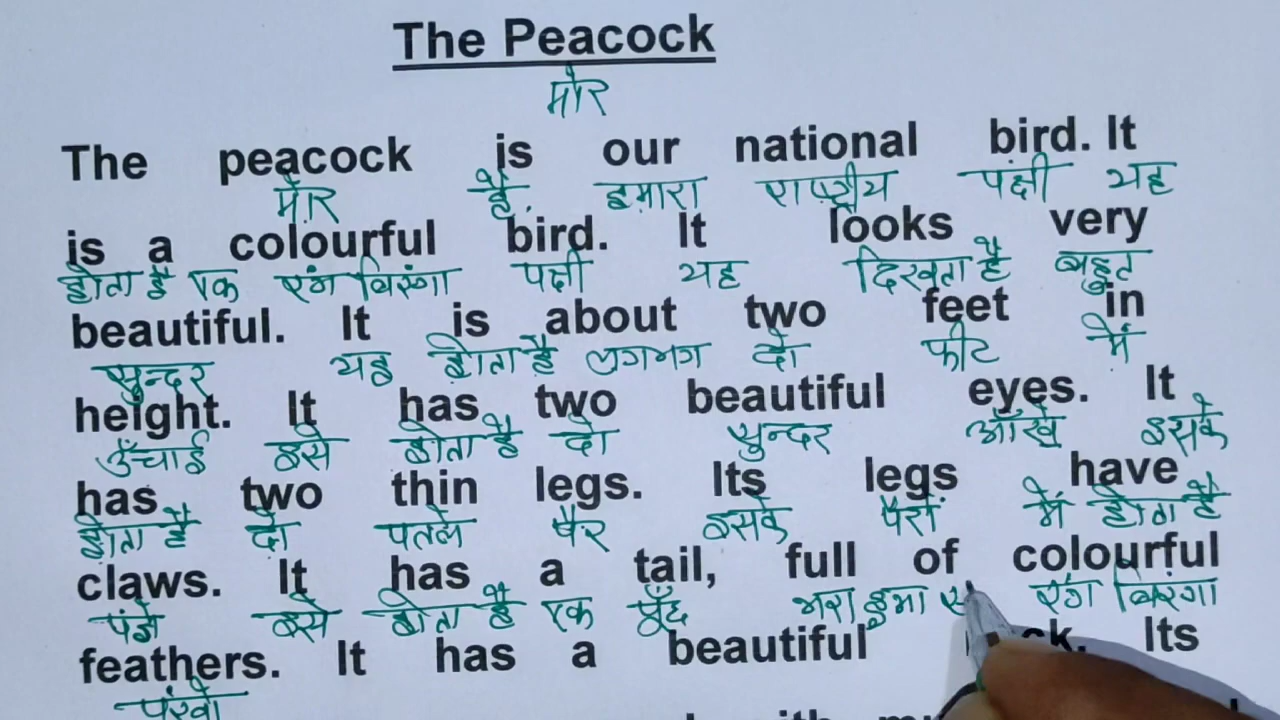 The Peacock
मोर
The peacock is our national bird. It
मोर है. हमारा राष्ट्रीय पंक्षी यह
is a colourful bird. It looks very
होता है एक रंग बिरंगा पक्षी यह दिखता है बहुत
beautiful. It is about two feet in
सुन्दर यह होता है लगभग दो फीट में
height. It has two beautiful eyes. It
उँचाई इसे होता है दो सुन्दर आँखे इसके
has two thin legs. Its legs have
होता है दो पतले पैर इसके पैरों में होता है
claws. It has a tail, full of colourful
पंजे इसे होता है एक पूँछ भरा हुआ रंग बिरंगा
feathers. It has a beautiful Its
पंखो